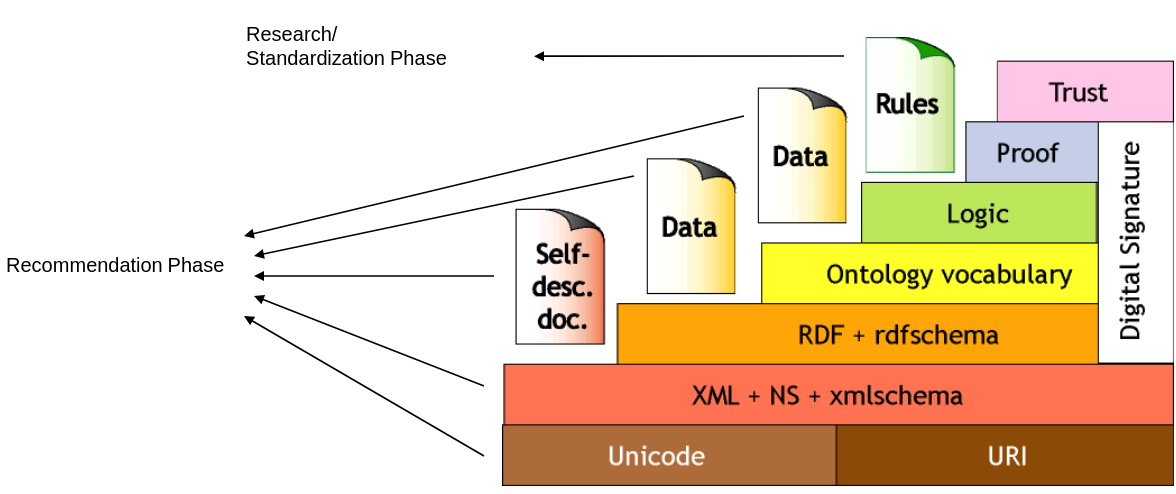 Research/
Standardization Phase
Rules
Trust
Data
Proof
Digital Signature
Data
Logic
Self-
desc.
doc.
Ontology vocabulary
Recommendation Phase
RDF + rdfschema
XML + NS + xmlschema
Unicode
URI